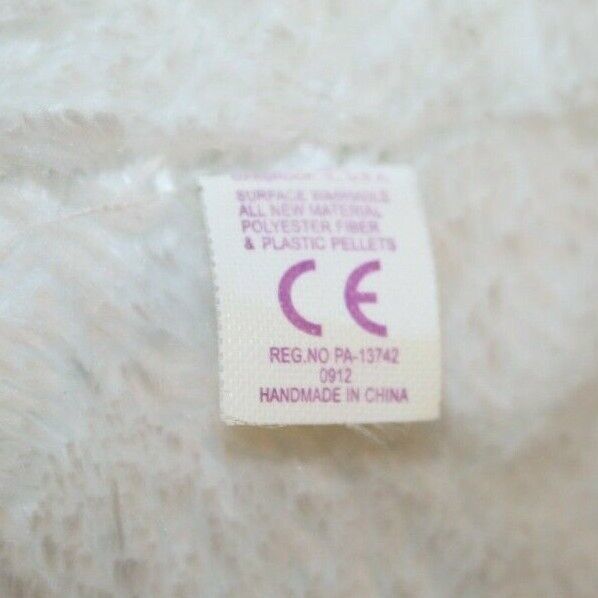 SURFACE WASHABLE
ALL NEW MATERIAL
POLYESTER FIBER
& PLASTIC PELLETS
CE
REG.NO PA-13742
0912
HANDMADE IN CHINA